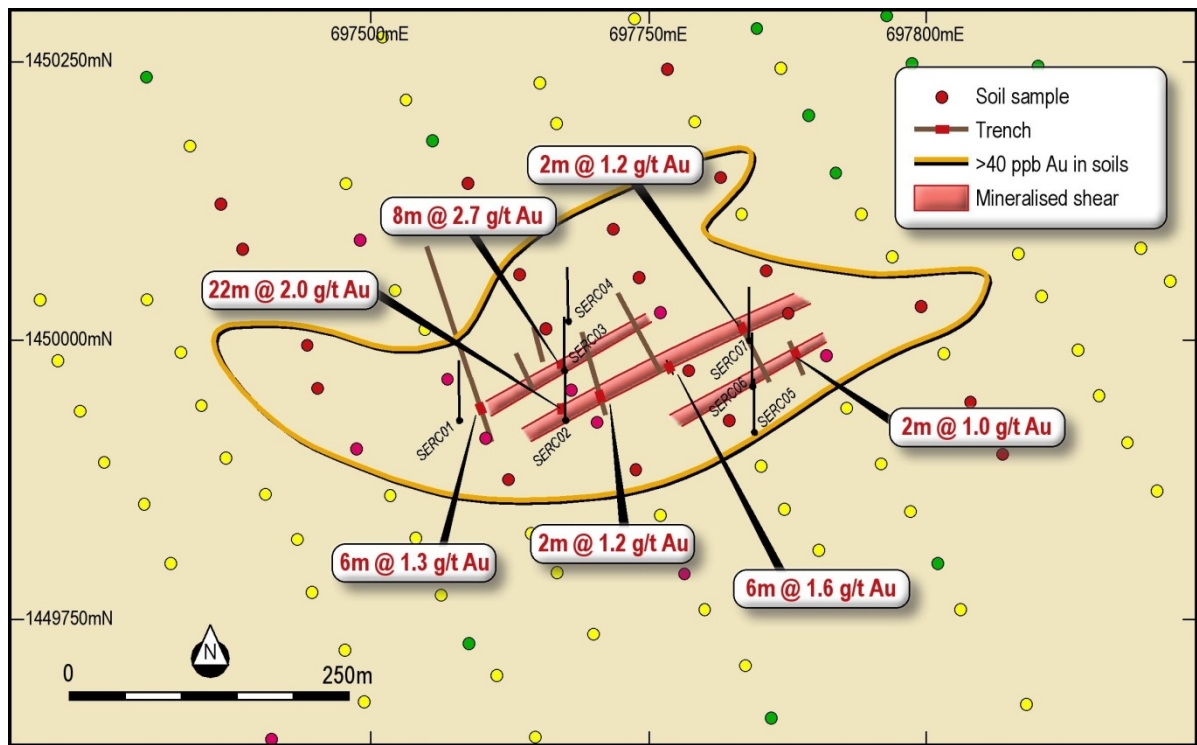 697500mE
697750mE
697800mE
1450250mN
Soil sample
Trench
>40 ppb Au in soils
Mineralised shear
2m @ 1.2 g/t Au
8m @ 2.7 g/t Au
22m @ 2.0 g/t Au
SERC04
SERC03
1450000mN
SERC07
SERC06
SERC05
SERC01
SERC02
2m @ 1.0 g/t Au
6m @ 1.3 g/t Au
2m @ 1.2 g/t Au
6m @ 1.6 g/t Au
1449750mN
N
0
250m